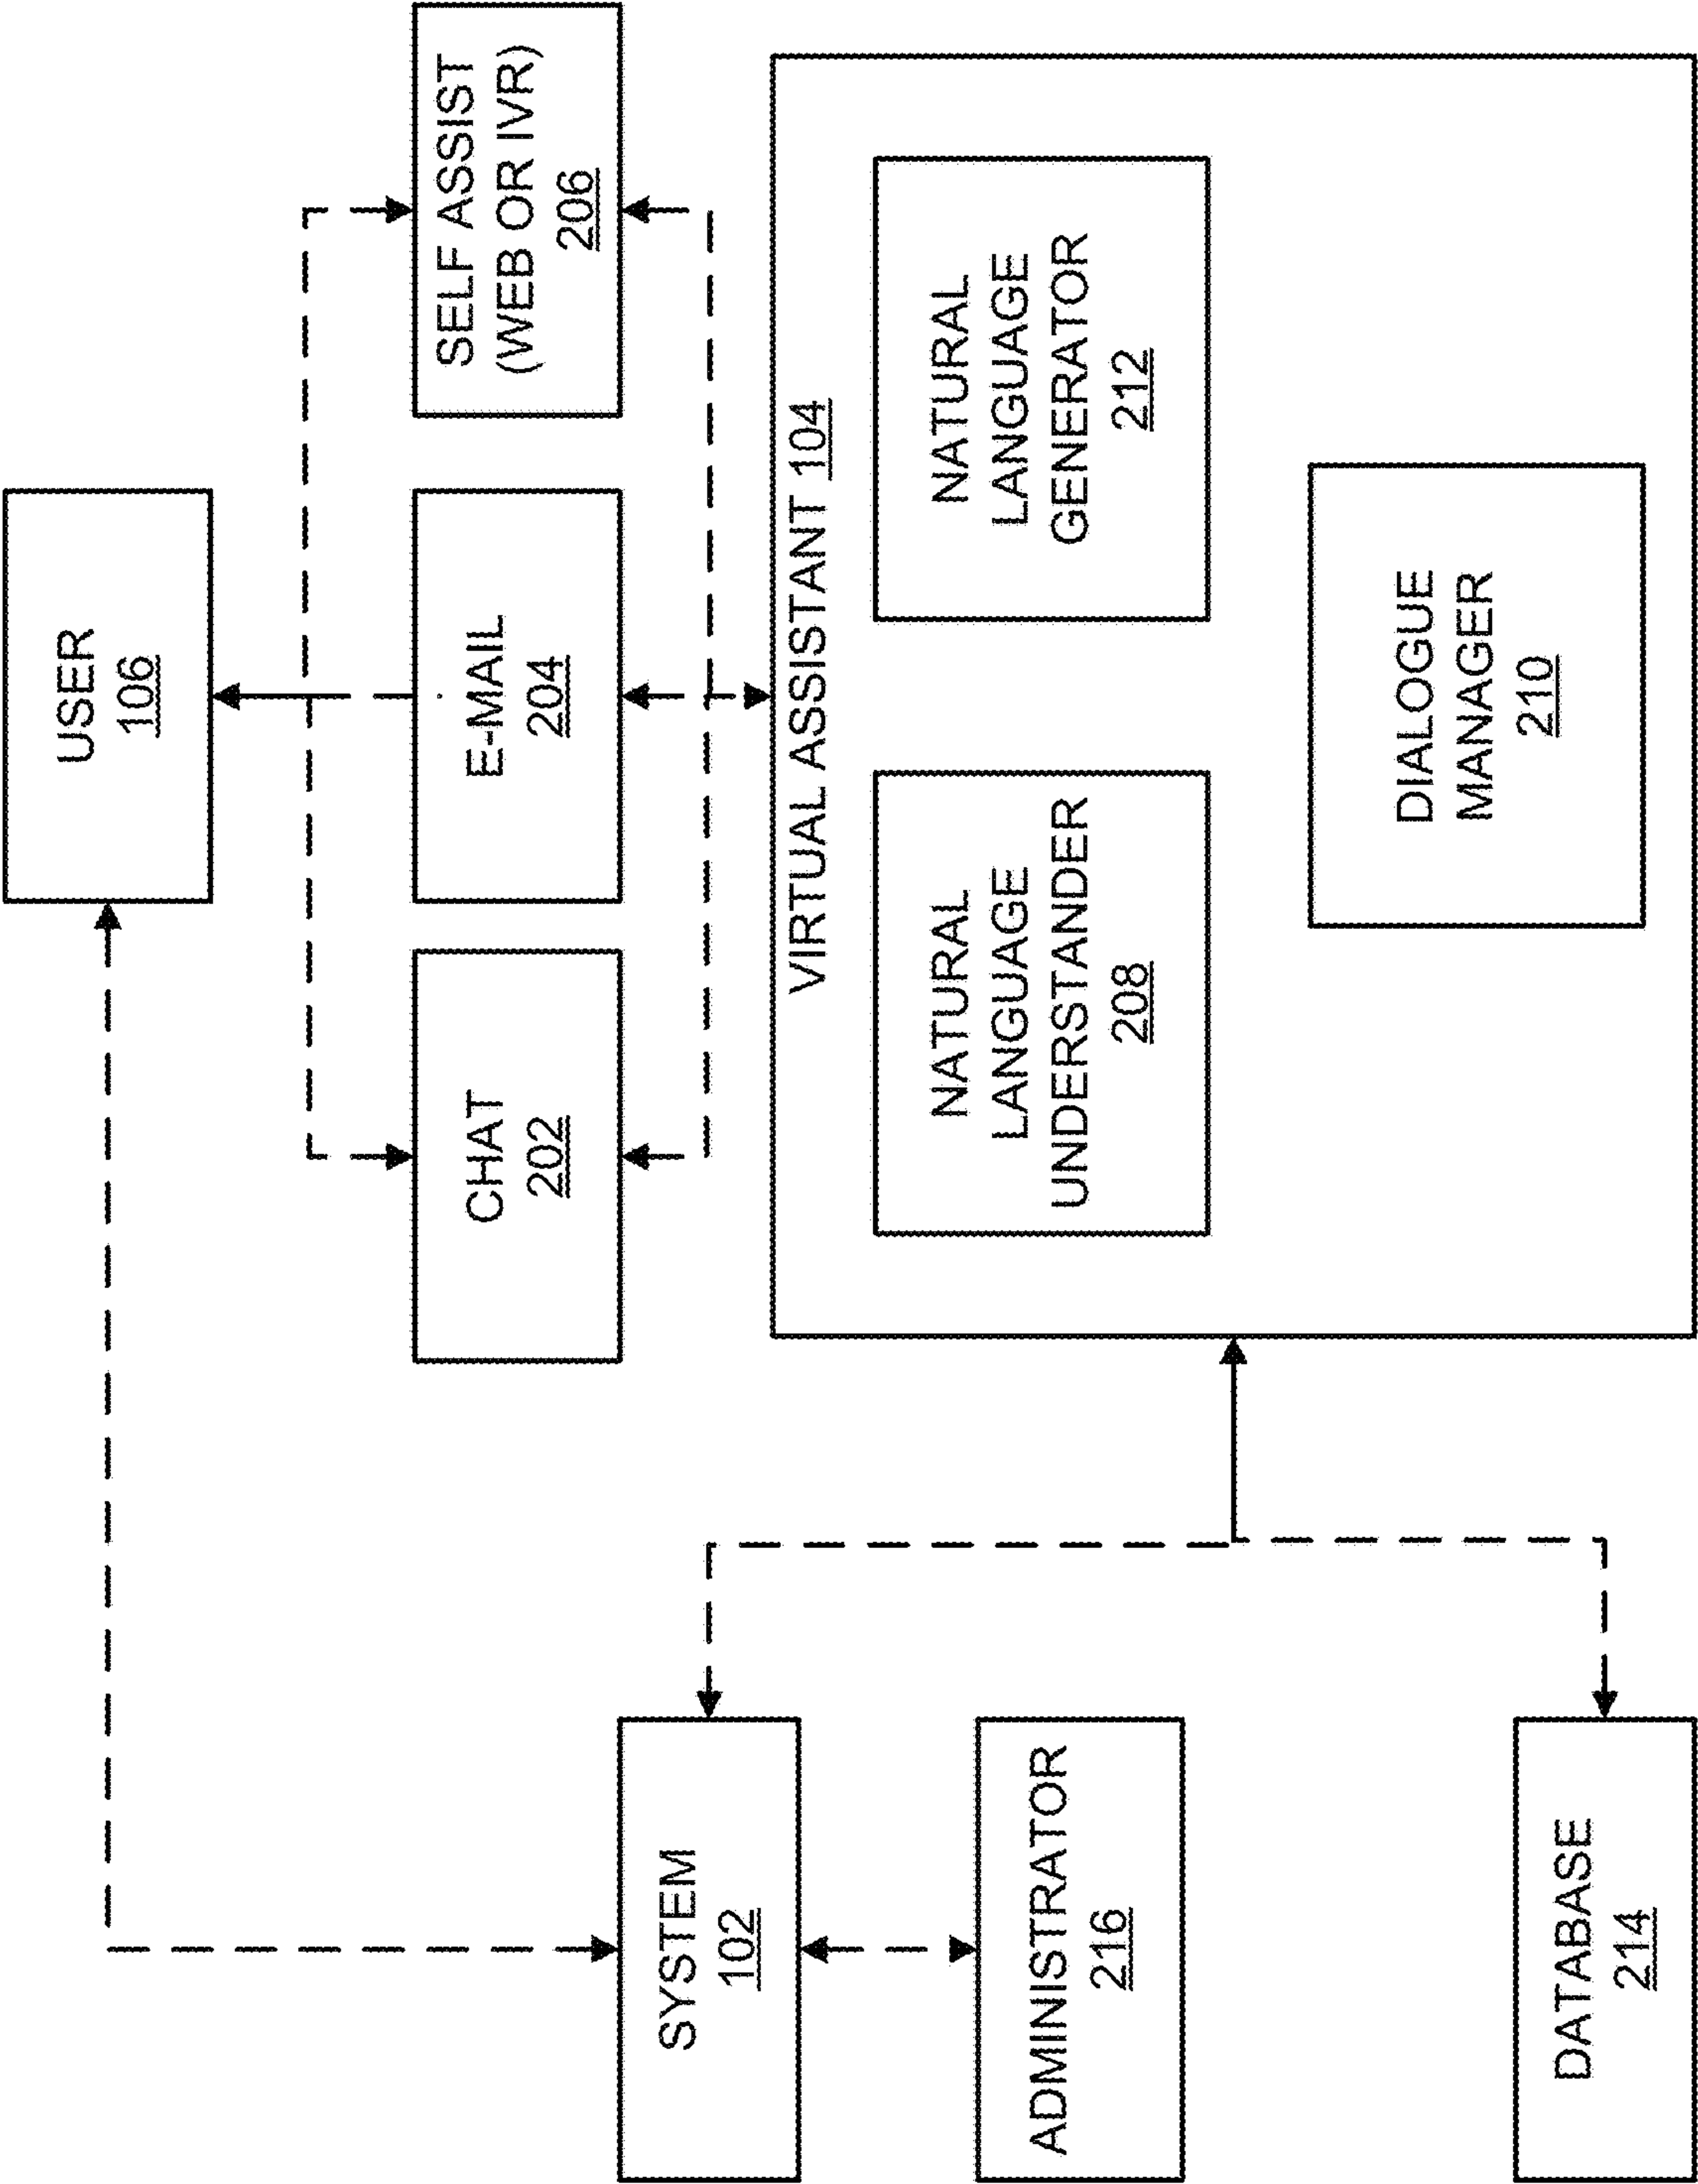 USER
106
CHAT
202
E-MAIL
204
SELF ASSIST
(WEB OR IVR)
206
SYSTEM
102
ADMINISTRATOR
216
DATABASE
214
VIRTUAL ASSISTANT 104
NATURAL
LANGUAGE
UNDERSTANDER
208
NATURAL
LANGUAGE
GENERATOR
212
DIALOGUE
MANAGER
210